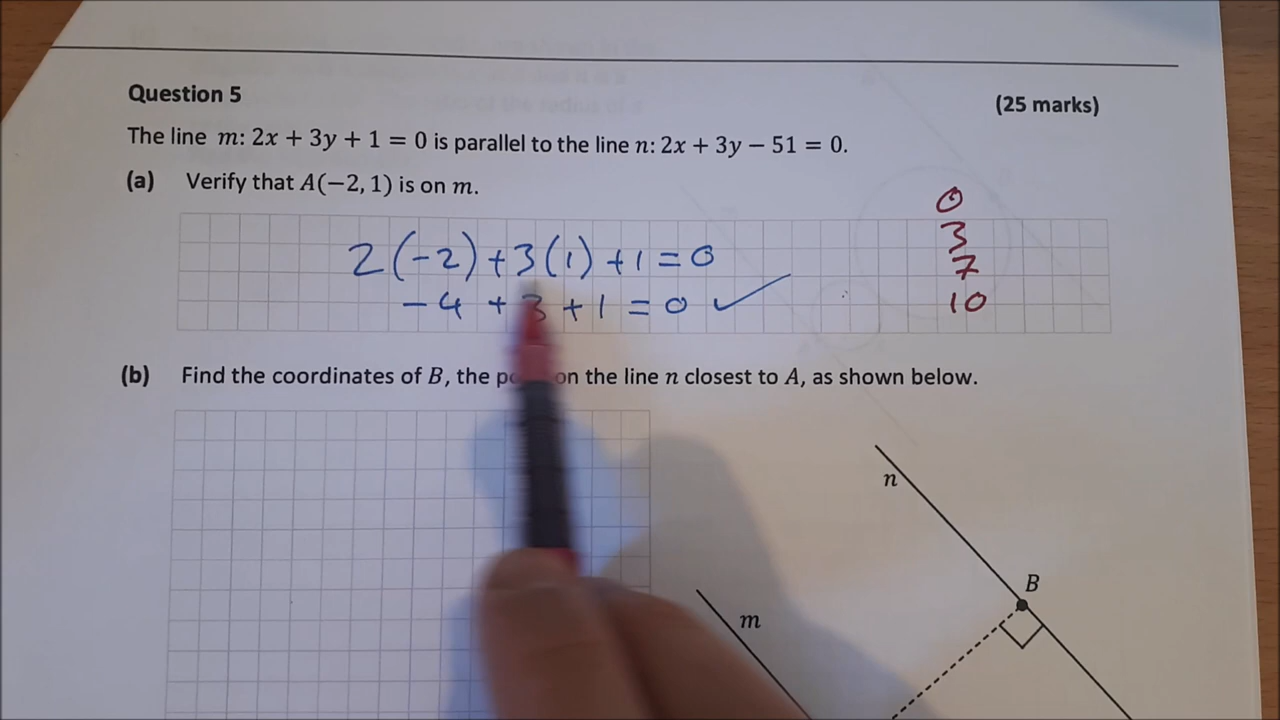 Question 5
(25 marks)
The line m: 2x + 3y + 1 = 0 is parallel to the line n: 2x + 3y − 51 = 0.
(a) Verify that A(−2, 1) is on m.
2(-2)+3(1)+1=0
-4+3+1=0 ✓
0
3
7
10
(b) Find the coordinates of B, the on the line n closest to A, as shown below.
n
B
m